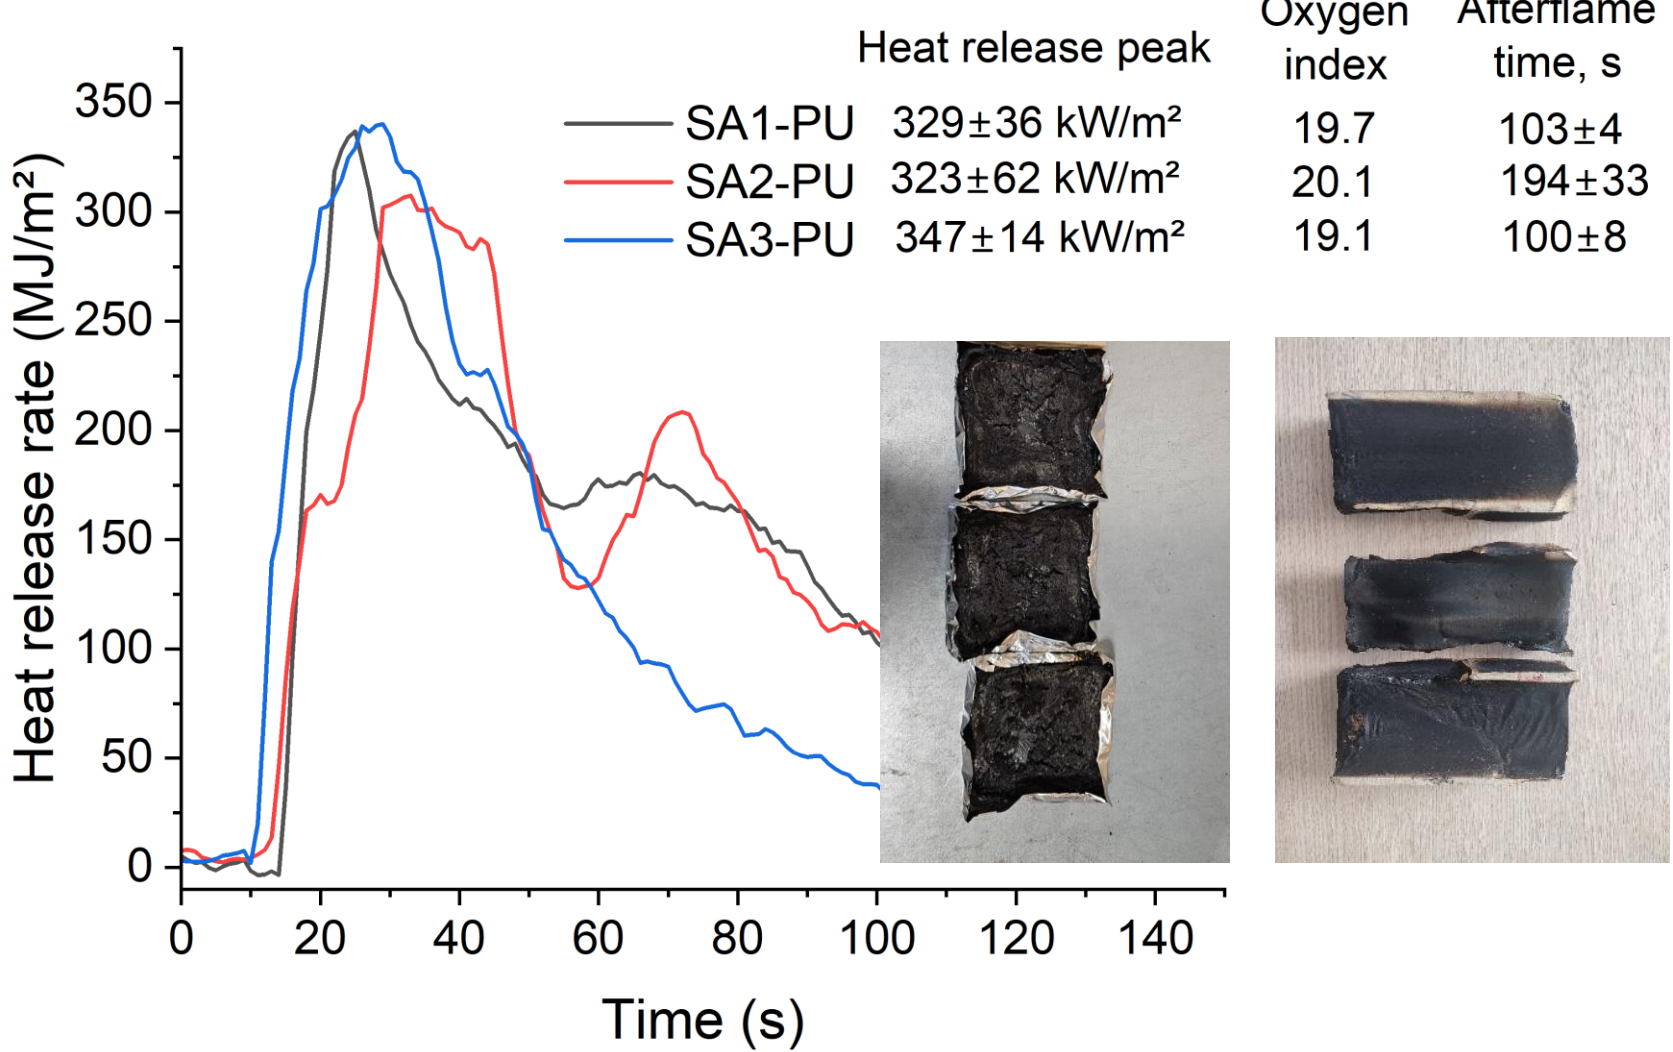 Oxygen Afterflame
Heat release peak index time, s
SA1-PU 329±36 kW/m² 19.7 103±4
SA2-PU 323±62 kW/m² 20.1 194±33
SA3-PU 347±14 kW/m² 19.1 100±8
Heat release rate (MJ/m²)
350
300
250
200
150
100
50
0
0 20 40 60 80 100 120 140
Time (s)